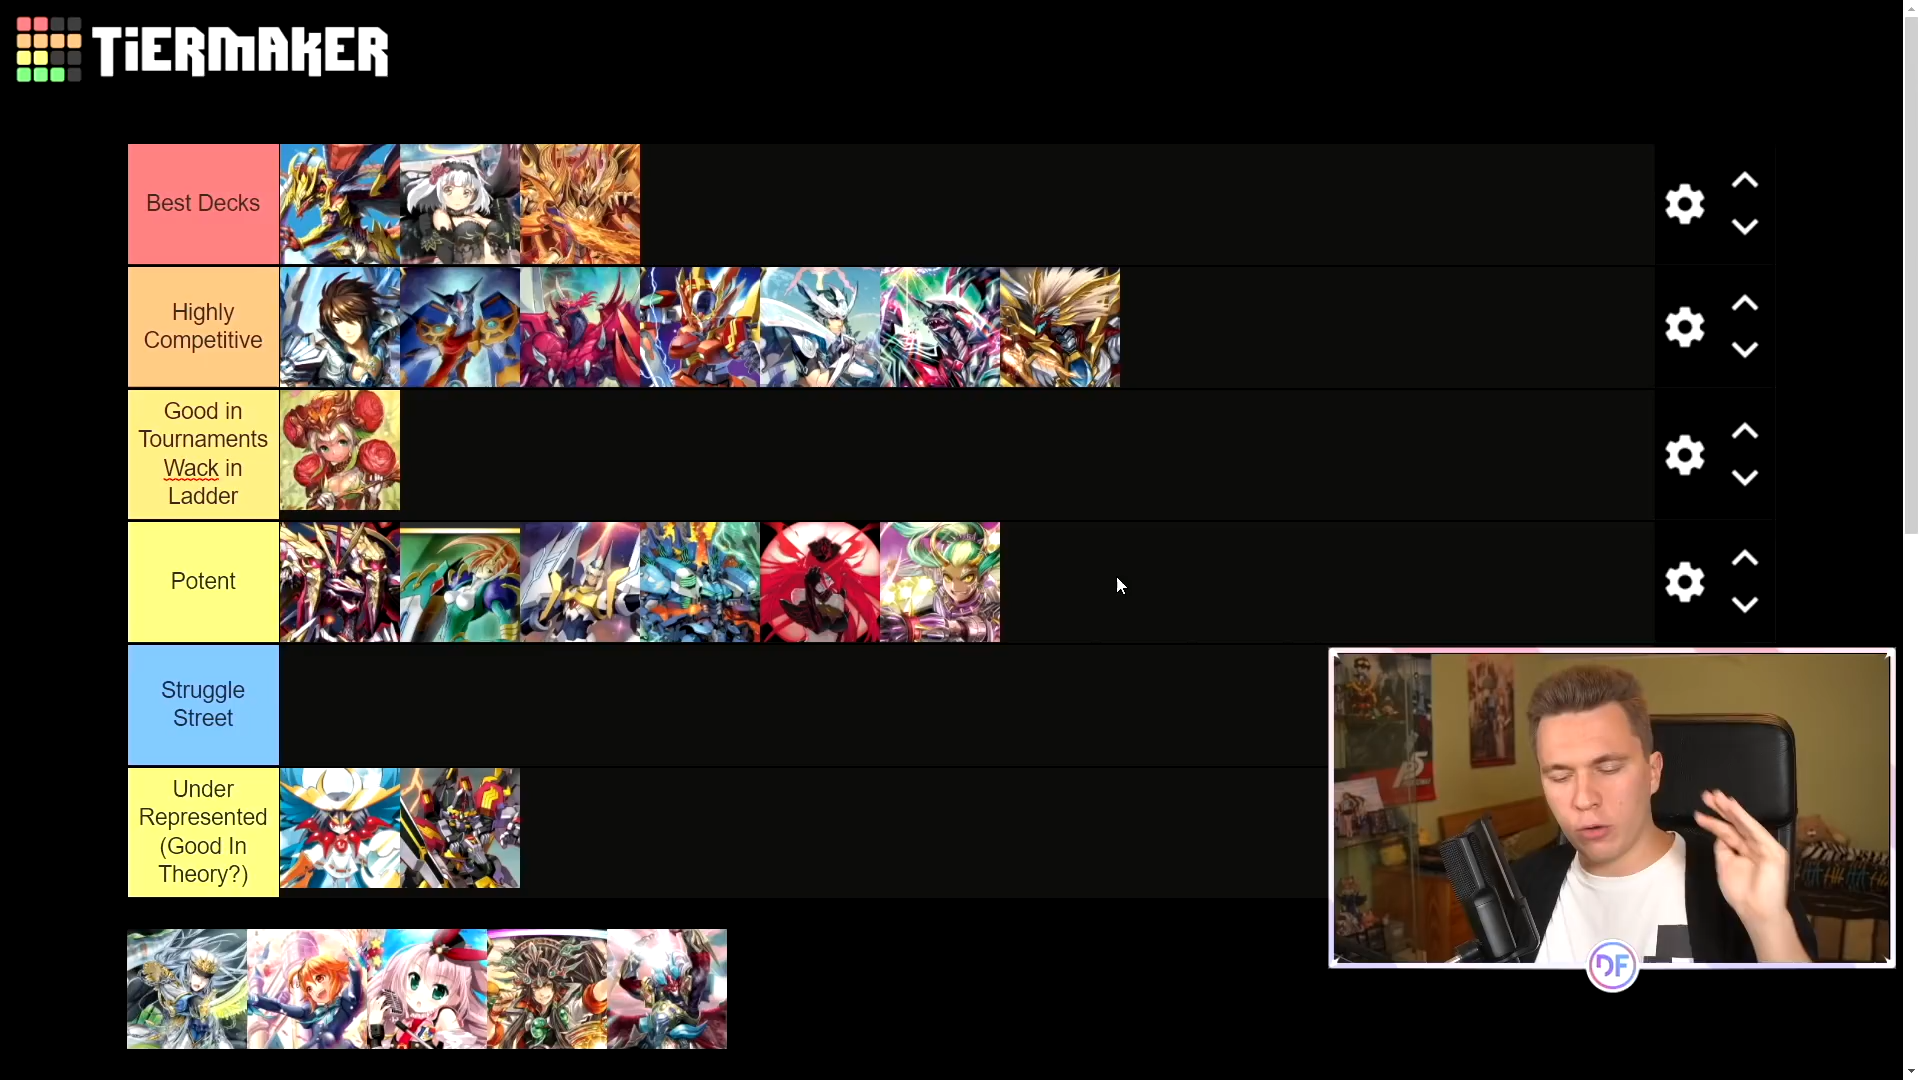 TiERMAKER
Best Decks
Highly
Competitive
Good in
Tournaments
Wack in
Ladder
Potent
Struggle
Street
Under
Represented
(Good In
Theory?)
DF